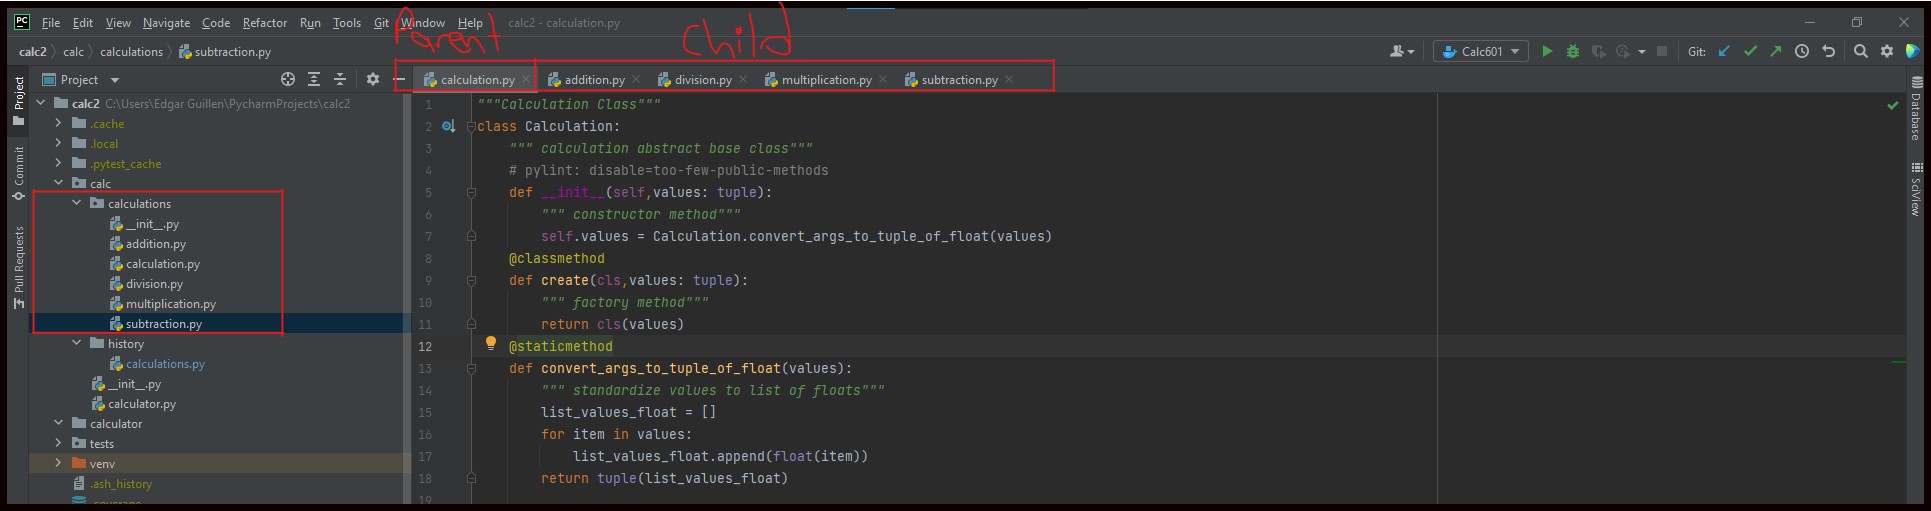 PC File Edit View Navigate Code Refactor Run Tools Git Window Help calc2 - calculation.py
Parent Child
calc2 calc calculations subtraction.py Calc601 Git:
Project calculation.py addition.py division.py multiplication.py subtraction.py
Project
Commit
Pull Requests
calc2 C:\Users\Edgar Guillen\PycharmProjects\calc2
.cache
.local
.pytest_cache
calc
calculations
__init__.py
addition.py
calculation.py
division.py
multiplication.py
subtraction.py
history
calculations.py
__init__.py
calculator.py
calculator
tests
venv
.ash_history
.coverage
1 """Calculation Class"""
2 class Calculation:
3 """ calculation abstract base class"""
4 # pylint: disable=too-few-public-methods
5 def __init__(self,values: tuple):
6 """ constructor method"""
7 self.values = Calculation.convert_args_to_tuple_of_float(values)
8 @classmethod
9 def create(cls,values: tuple):
10 """ factory method"""
11 return cls(values)
12 @staticmethod
13 def convert_args_to_tuple_of_float(values):
14 """ standardize values to list of floats"""
15 list_values_float = []
16 for item in values:
17 list_values_float.append(float(item))
18 return tuple(list_values_float)
19
Database
SciView